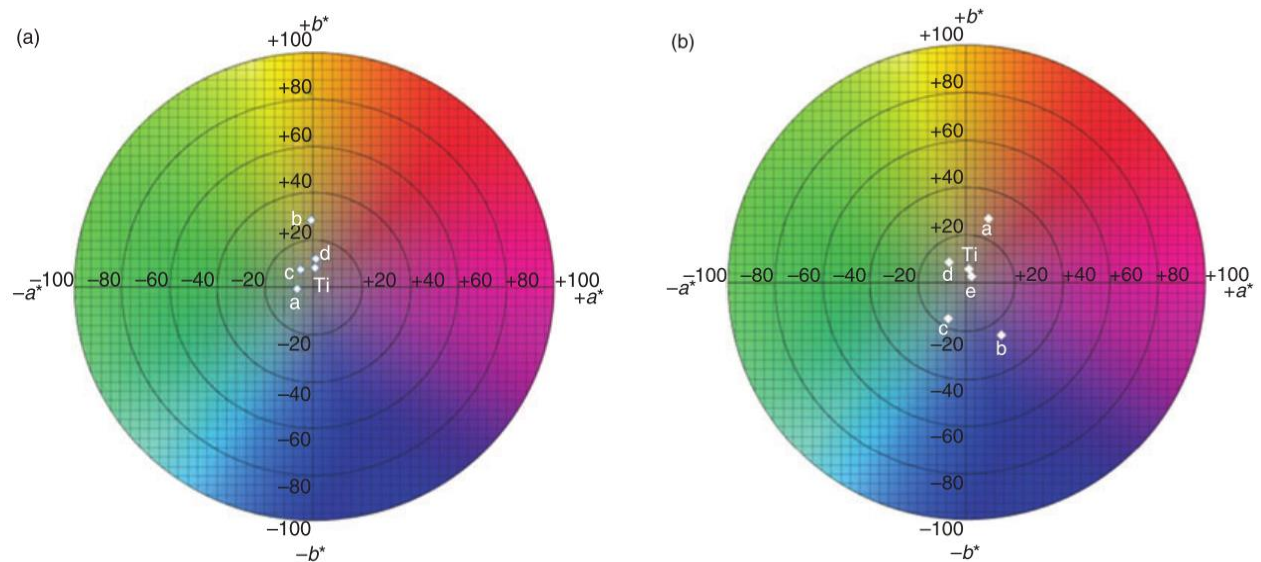 (a)
+b*
+100
+80
+60
+40
b
+20
d
c
Ti
a
–100 –80 –60 –40 –20 +20 +40 +60 +80 +100
–a* +a*
–20
–40
–60
–80
–100
–b*
(b)
+b*
+100
+80
+60
+40
+20
a
Ti
d
e
–100 –80 –60 –40 –20 +20 +40 +60 +80 +100
–a* +a*
c
–20
b
–40
–60
–80
–100
–b*